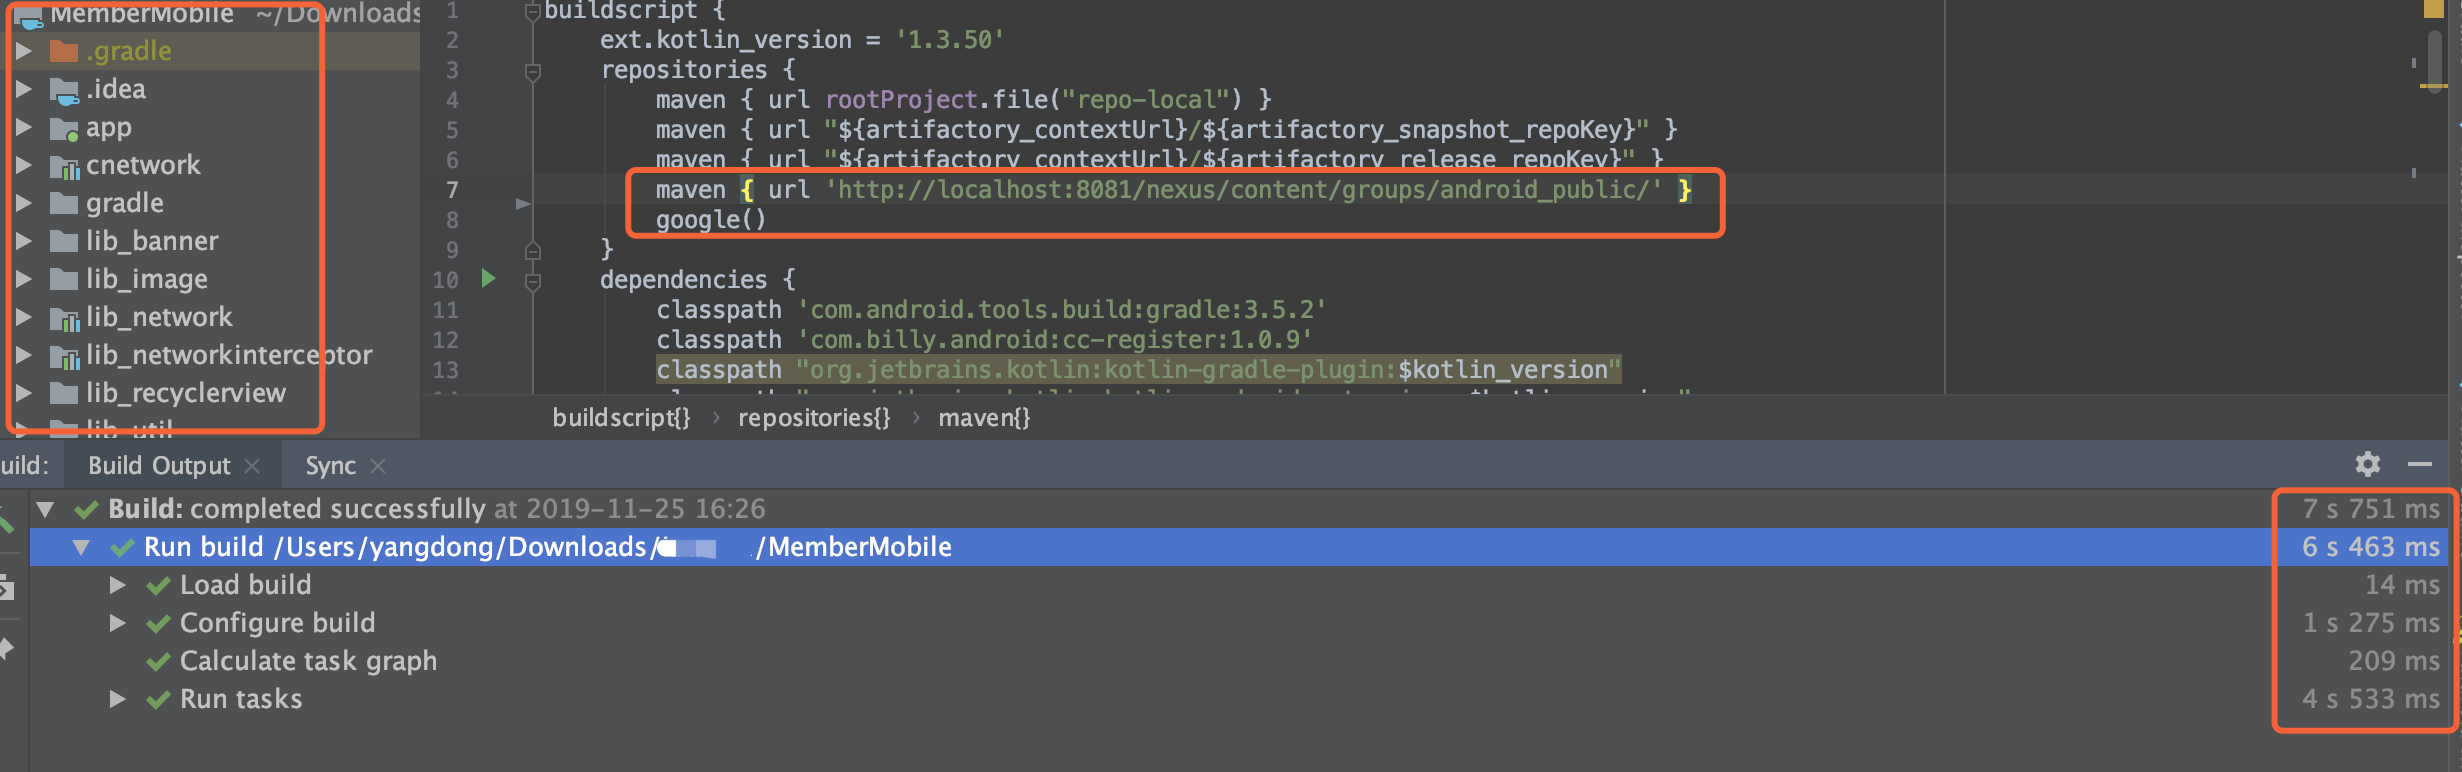 MemberMobile ~/Downloads
.gradle
.idea
app
cnetwork
gradle
lib_banner
lib_image
lib_network
lib_networkinterceptor
lib_recyclerview
lib_util
1 buildscript {
2 ext.kotlin_version = '1.3.50'
3 repositories {
4 maven { url rootProject.file("repo-local") }
5 maven { url "${artifactory_contextUrl}/${artifactory_snapshot_repoKey}" }
6 maven { url "${artifactory_contextUrl}/${artifactory_release_repoKey}" }
7 maven { url 'http://localhost:8081/nexus/content/groups/android_public/' }
8 google()
9 }
10 dependencies {
11 classpath 'com.android.tools.build:gradle:3.5.2'
12 classpath 'com.billy.android:cc-register:1.0.9'
13 classpath "org.jetbrains.kotlin:kotlin-gradle-plugin:$kotlin_version"
buildscript{} › repositories{} › maven{}
uild: Build Output Sync
Build: completed successfully at 2019-11-25 16:26 7 s 751 ms
Run build /Users/yangdong/Downloads/ /MemberMobile 6 s 463 ms
Load build 14 ms
Configure build 1 s 275 ms
Calculate task graph 209 ms
Run tasks 4 s 533 ms